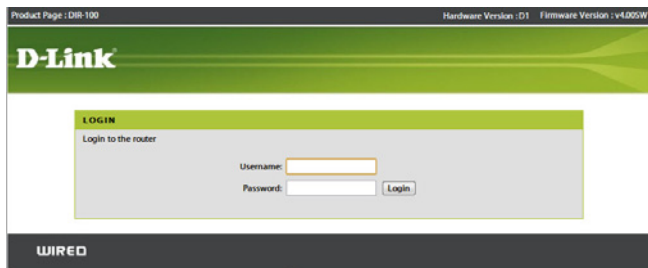 Product Page : DIR-100 Hardware Version : D1 Firmware Version : v4.00SW
D-Link
LOGIN
Login to the router
Username:
Password: Login
WIRED